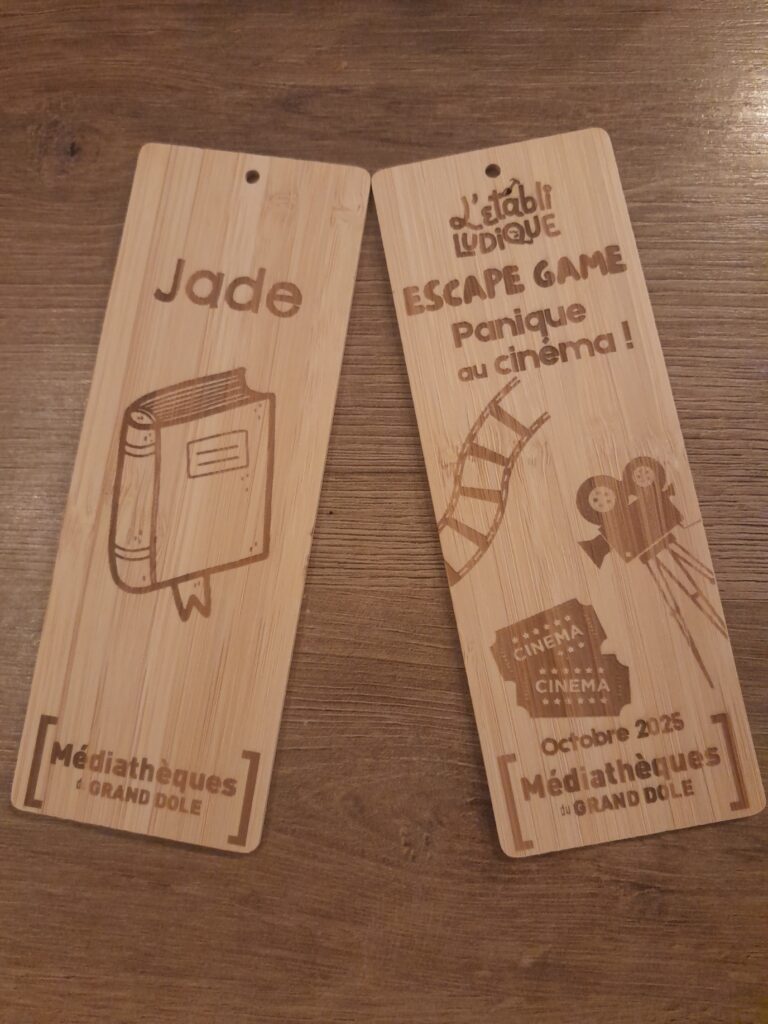 Jade
Médiathèques
du GRAND DOLE
L'établi
LUDIQUE
ESCAPE GAME
Panique
au cinéma !
CINEMA
CINEMA
Octobre 2025
Médiathèques
du GRAND DOLE